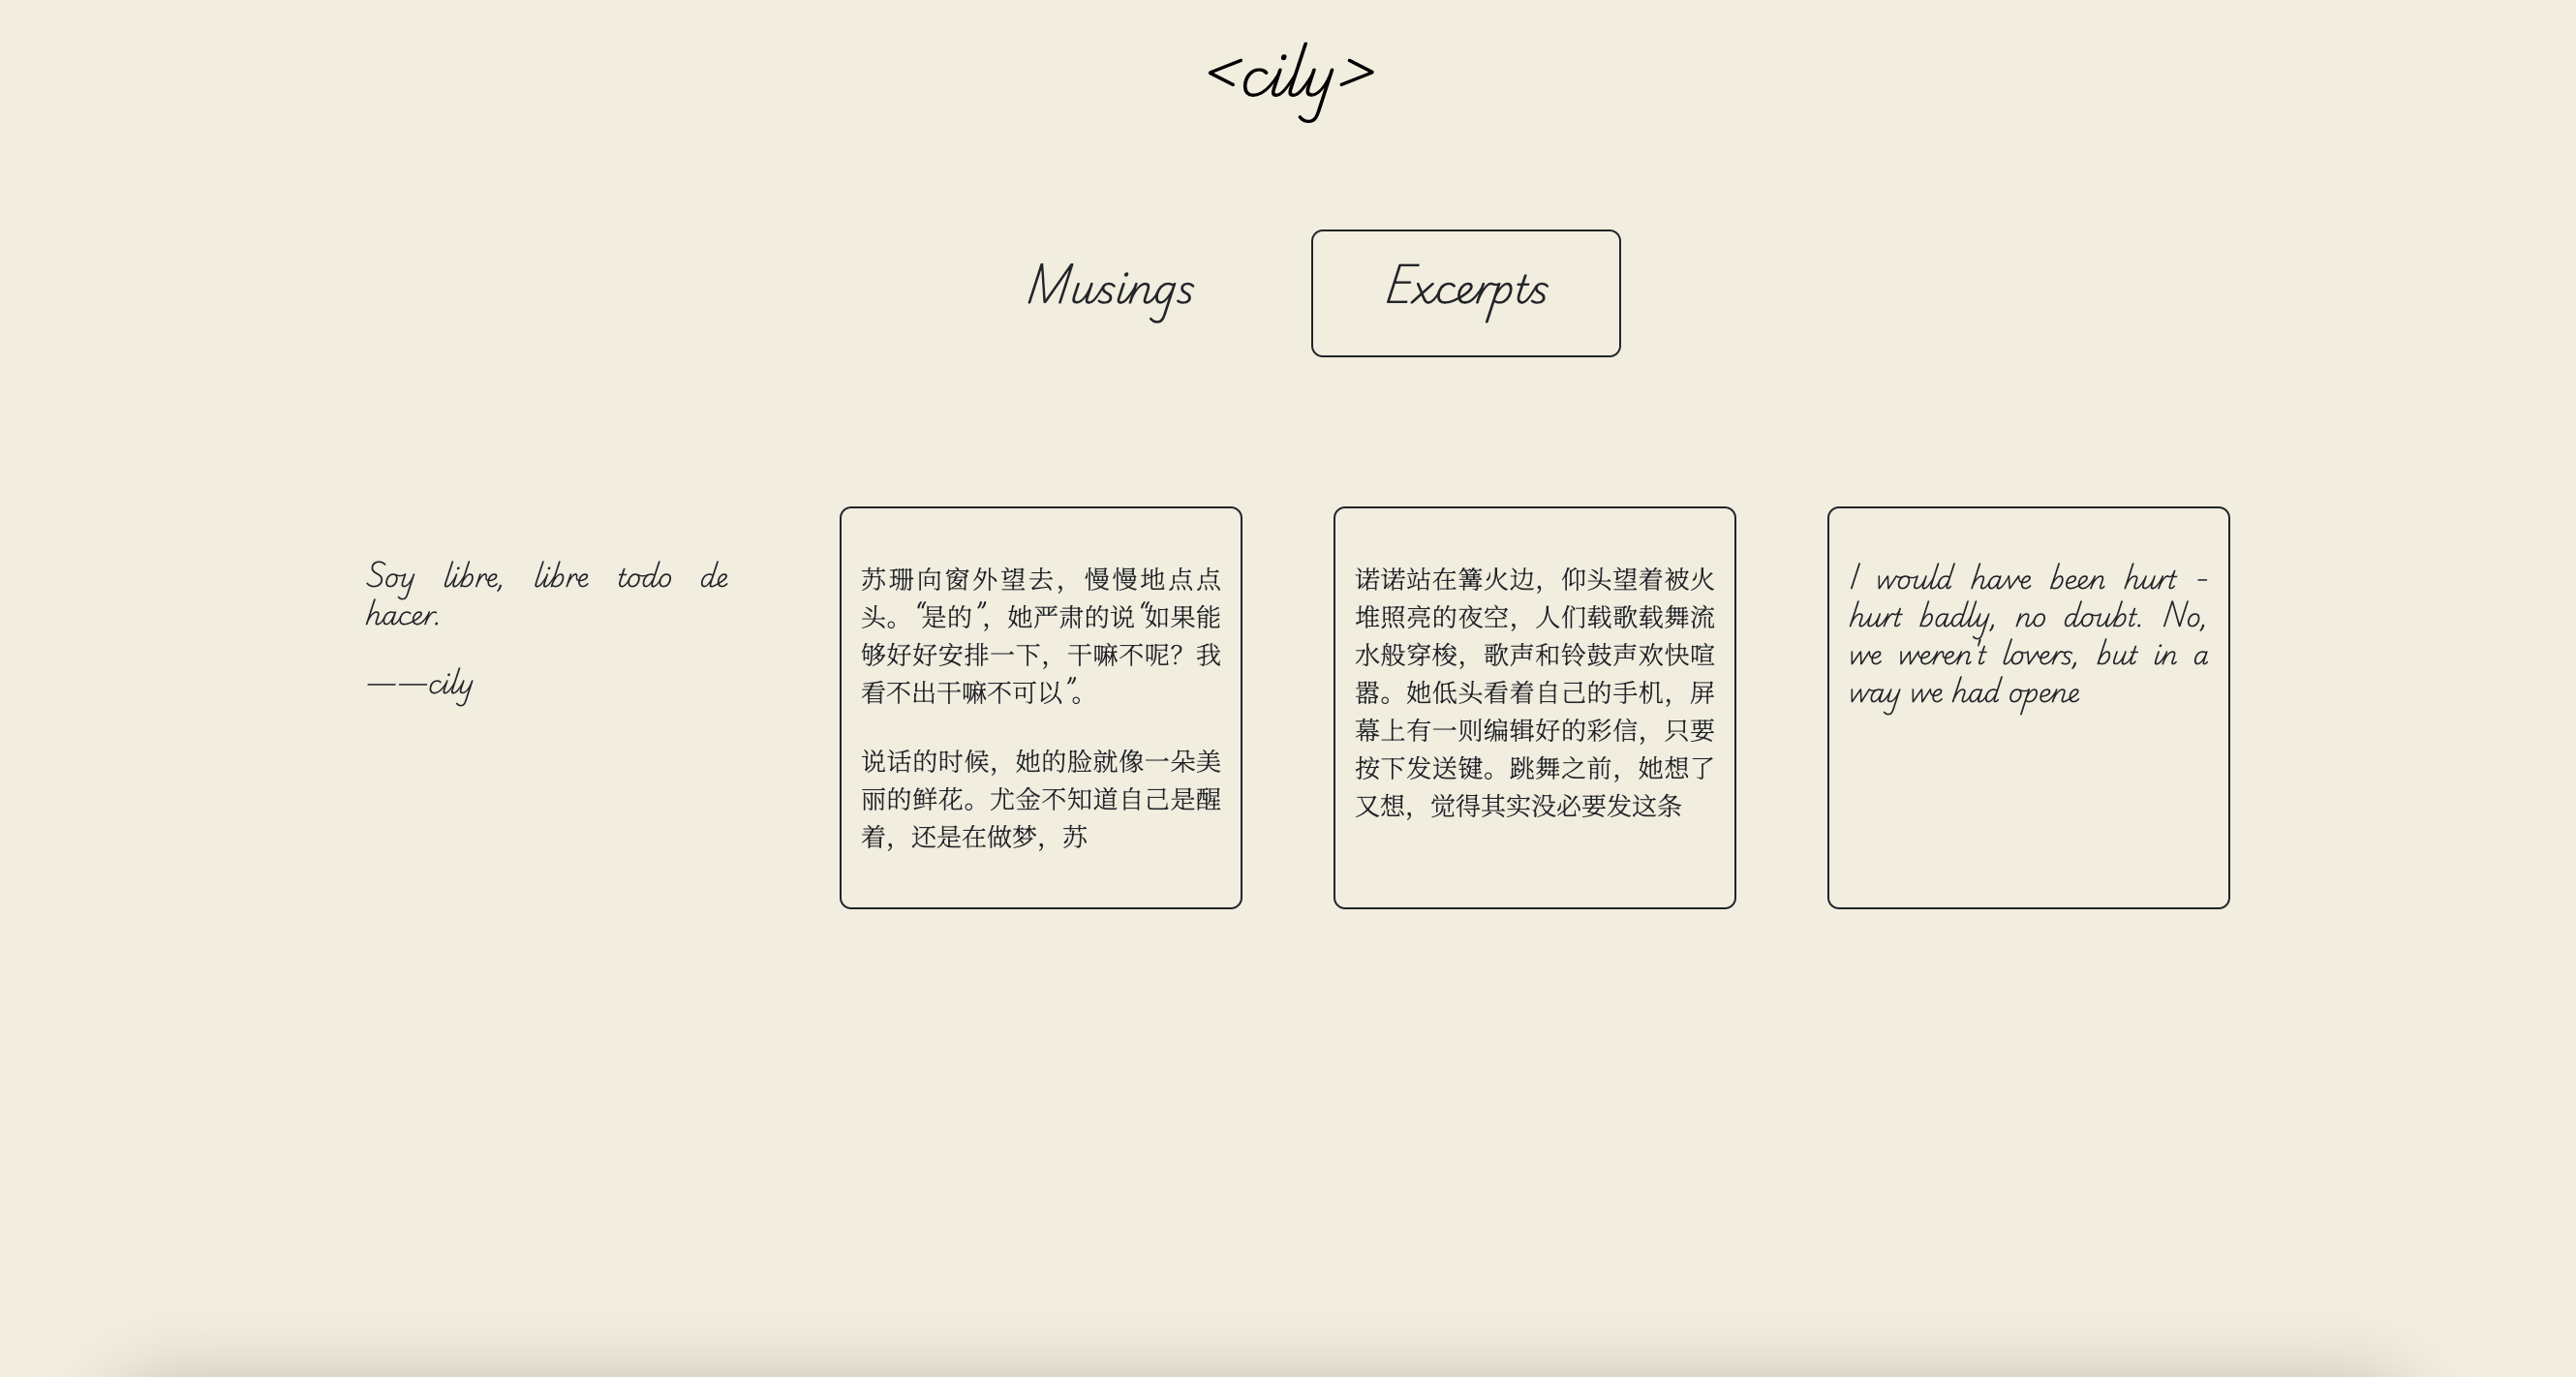 <cily>
Musings
Excerpts
Soy libre, libre todo de
hacer.
——cily
苏珊向窗外望去，慢慢地点点
头。“是的”，她严肃的说“如果能
够好好安排一下，干嘛不呢？我
看不出干嘛不可以”。
说话的时候，她的脸就像一朵美
丽的鲜花。尤金不知道自己是醒
着，还是在做梦，苏
诺诺站在篝火边，仰头望着被火
堆照亮的夜空，人们载歌载舞流
水般穿梭，歌声和铃鼓声欢快喧
嚣。她低头看着自己的手机，屏
幕上有一则编辑好的彩信，只要
按下发送键。跳舞之前，她想了
又想，觉得其实没必要发这条
I would have been hurt -
hurt badly, no doubt. No,
we weren't lovers, but in a
way we had opene